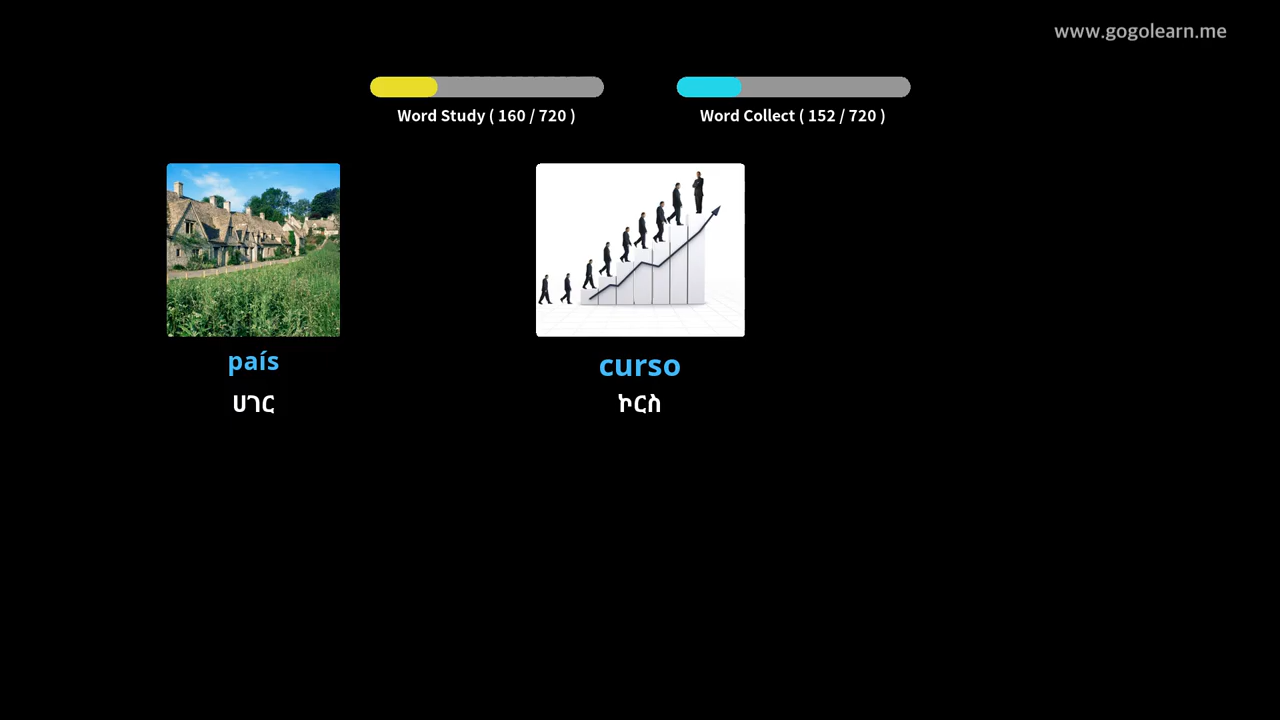 www.gogolearn.me
Word Study ( 160 / 720 )
Word Collect ( 152 / 720 )
país
ሀገር
curso
ኮርስ